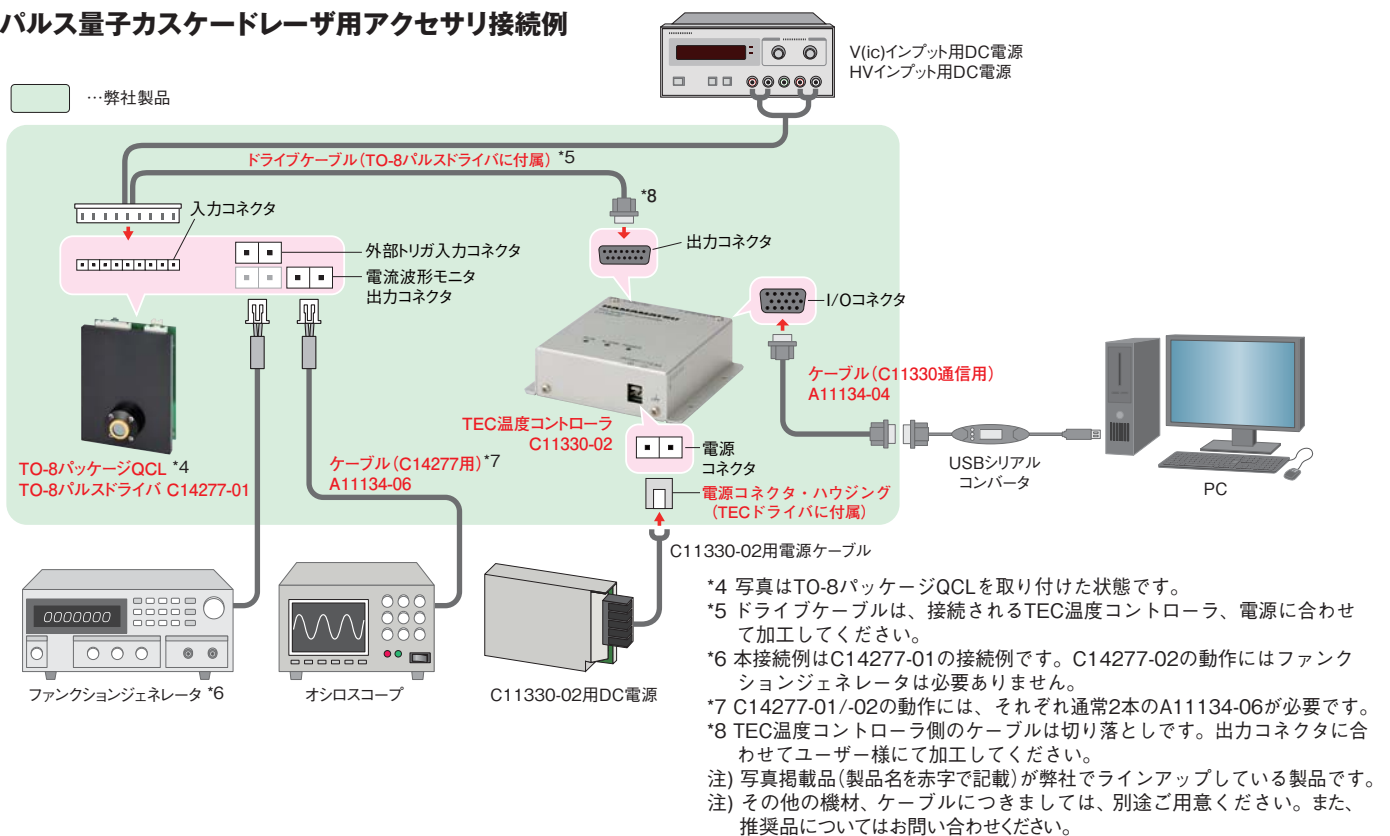 パルス量子カスケードレーザ用アクセサリ接続例
…弊社製品
V(ic)インプット用DC電源
HVインプット用DC電源
ドライブケーブル（TO-8パルスドライバに付属） *5
*8
入力コネクタ
外部トリガ入力コネクタ
電流波形モニタ
出力コネクタ
出力コネクタ
I/Oコネクタ
HAMAMATSU
TO-8パッケージQCL *4
TO-8パルスドライバ C14277-01
ケーブル（C14277用）*7
A11134-06
TEC温度コントローラ
C11330-02
電源
コネクタ
電源コネクタ・ハウジング
（TECドライバに付属）
ケーブル（C11330通信用）
A11134-04
USBシリアル
コンバータ
PC
C11330-02用電源ケーブル
0000000
ファンクションジェネレータ *6
オシロスコープ
C11330-02用DC電源
*4 写真はTO-8パッケージQCLを取り付けた状態です。
*5 ドライブケーブルは、接続されるTEC温度コントローラ、電源に合わせ
て加工してください。
*6 本接続例はC14277-01の接続例です。C14277-02の動作にはファンク
ションジェネレータは必要ありません。
*7 C14277-01/-02の動作には、それぞれ通常2本のA11134-06が必要です。
*8 TEC温度コントローラ側のケーブルは切り落としです。出力コネクタに合
わせてユーザー様にて加工してください。
注) 写真掲載品（製品名を赤字で記載）が弊社でラインアップしている製品です。
注) その他の機材、ケーブルにつきましては、別途ご用意ください。また、
推奨品についてはお問い合わせください。